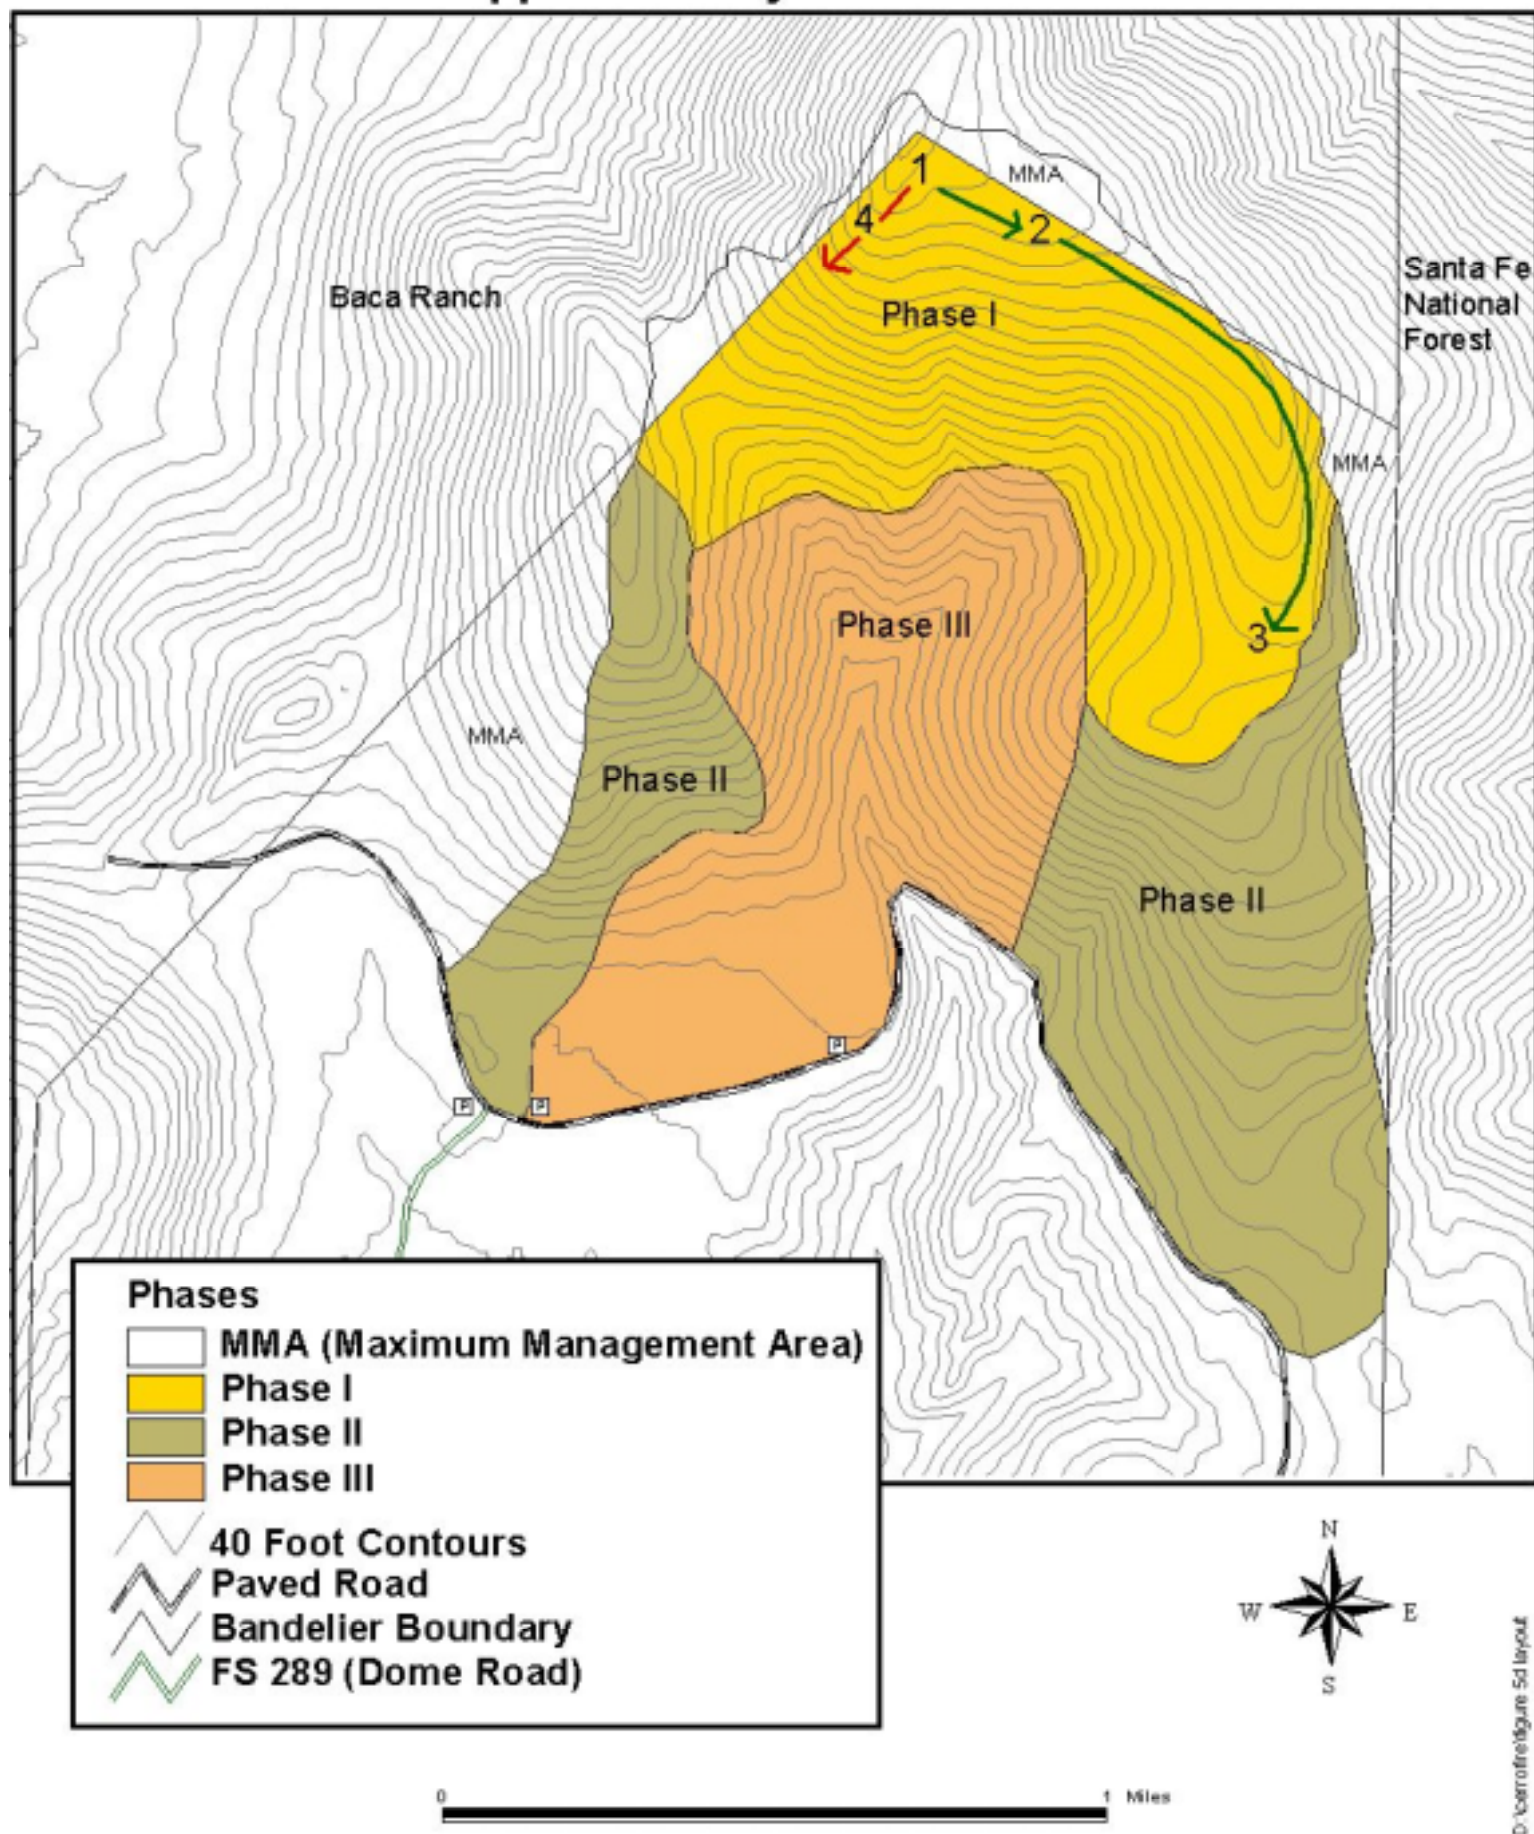 1
MMA
4
2
Santa Fe
National
Forest
Baca Ranch
Phase I
MMA
Phase III
3
MMA
Phase II
Phase II
P
P
P
Phases
MMA (Maximum Management Area)
Phase I
Phase II
Phase III
40 Foot Contours
Paved Road
Bandelier Boundary
FS 289 (Dome Road)
N
W
E
S
0
1 Miles